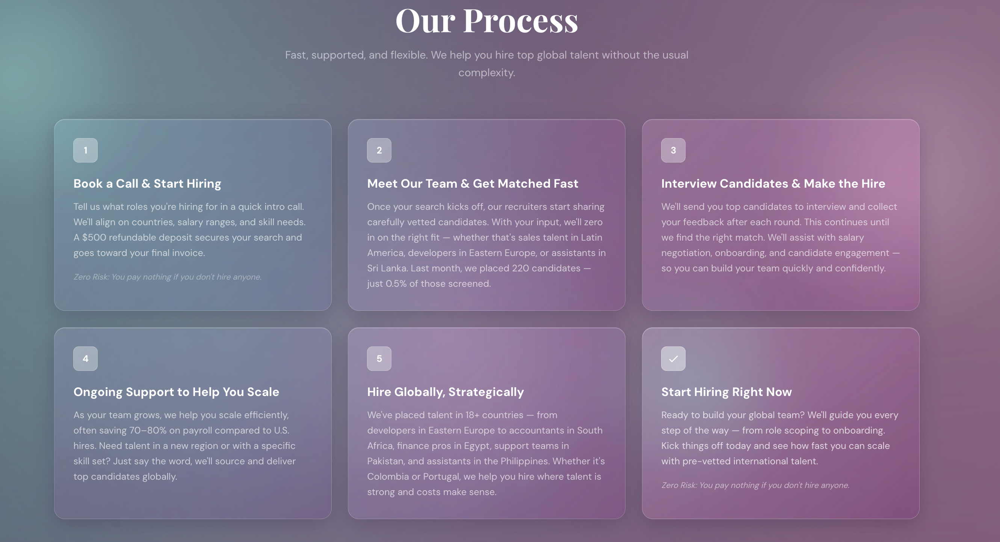 Our Process
Fast, supported, and flexible. We help you hire top global talent without the usual
complexity.
1
Book a Call & Start Hiring
Tell us what roles you're hiring for in a quick intro call.
We'll align on countries, salary ranges, and skill needs.
A $500 refundable deposit secures your search and
goes toward your final invoice.
Zero Risk: You pay nothing if you don't hire anyone.
2
Meet Our Team & Get Matched Fast
Once your search kicks off, our recruiters start sharing
carefully vetted candidates. With your input, we'll zero
in on the right fit — whether that's sales talent in Latin
America, developers in Eastern Europe, or assistants in
Sri Lanka. Last month, we placed 220 candidates —
just 0.5% of those screened.
3
Interview Candidates & Make the Hire
We'll send you top candidates to interview and collect
your feedback after each round. This continues until
we find the right match. We'll assist with salary
negotiation, onboarding, and candidate engagement —
so you can build your team quickly and confidently.
4
Ongoing Support to Help You Scale
As your team grows, we help you scale efficiently,
often saving 70–80% on payroll compared to U.S.
hires. Need talent in a new region or with a specific
skill set? Just say the word, we'll source and deliver
top candidates globally.
5
Hire Globally, Strategically
We've placed talent in 18+ countries — from
developers in Eastern Europe to accountants in South
Africa, finance pros in Egypt, support teams in
Pakistan, and assistants in the Philippines. Whether it's
Colombia or Portugal, we help you hire where talent is
strong and costs make sense.
✓
Start Hiring Right Now
Ready to build your global team? We'll guide you every
step of the way — from role scoping to onboarding.
Kick things off today and see how fast you can scale
with pre-vetted international talent.
Zero Risk: You pay nothing if you don't hire anyone.